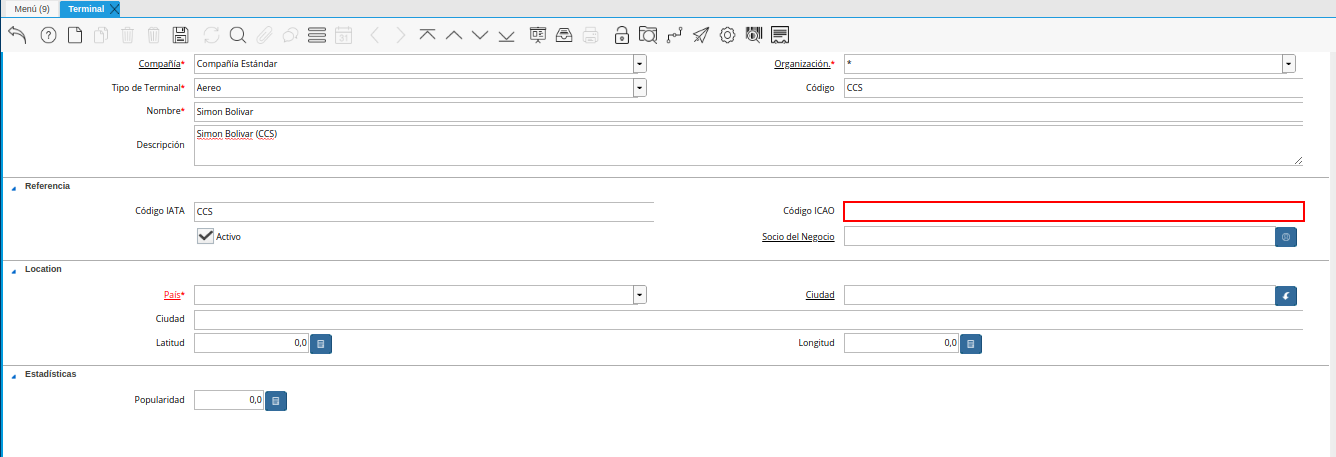 Menú (9) Terminal
31
Compañía* Compañía Estándar Organización.* *
Tipo de Terminal* Aereo Código CCS
Nombre* Simon Bolivar
Descripción Simon Bolivar (CCS)
Referencia
Código IATA CCS Código ICAO
Activo Socio del Negocio
Location
País* Ciudad
Ciudad
Latitud 0,0 Longitud 0,0
Estadísticas
Popularidad 0,0